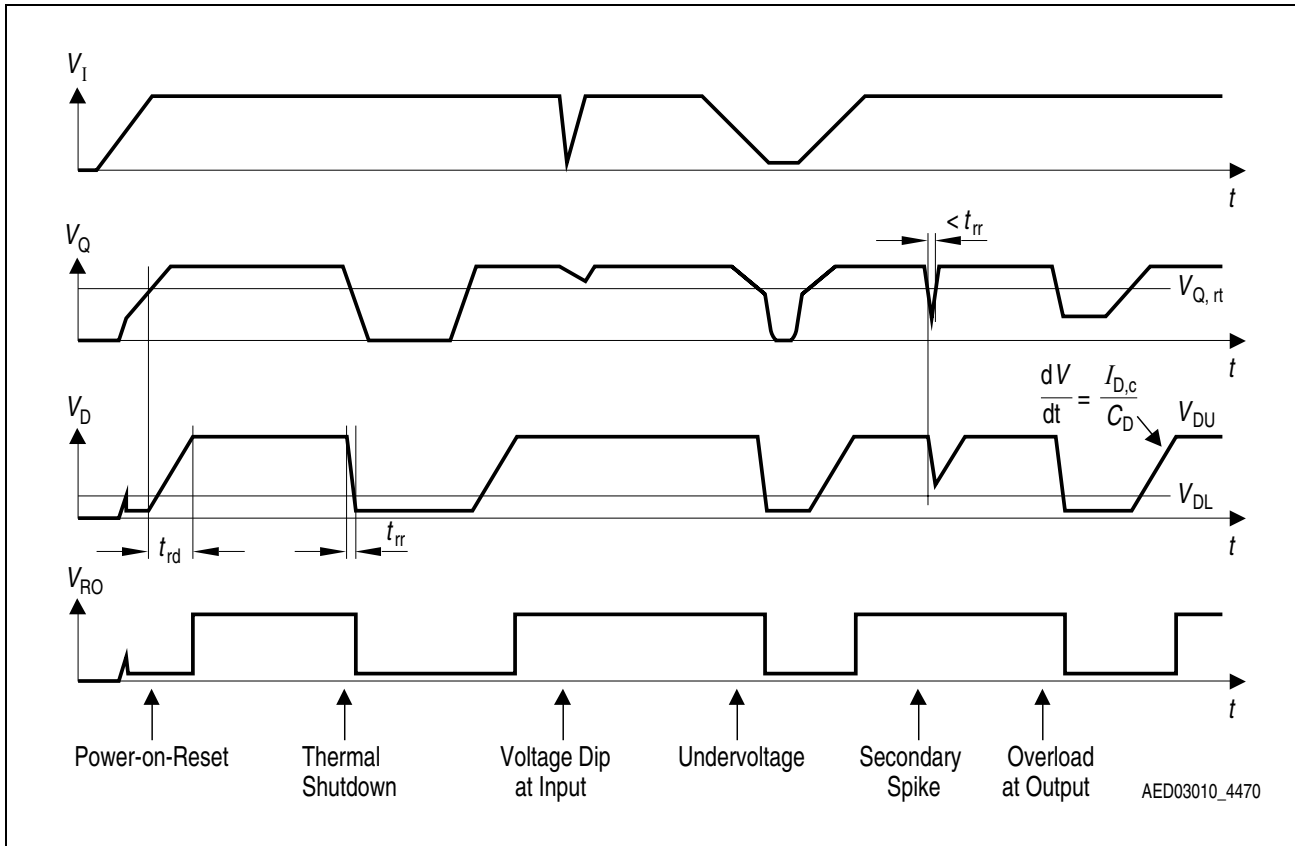 V_I
t
V_Q
< t_rr
V_Q, rt
t
dV/dt = I_D,c/C_D
V_D
V_DU
V_DL
t_rd
t_rr
t
V_RO
t
Power-on-Reset
Thermal
Shutdown
Voltage Dip
at Input
Undervoltage
Secondary
Spike
Overload
at Output
AED03010_4470